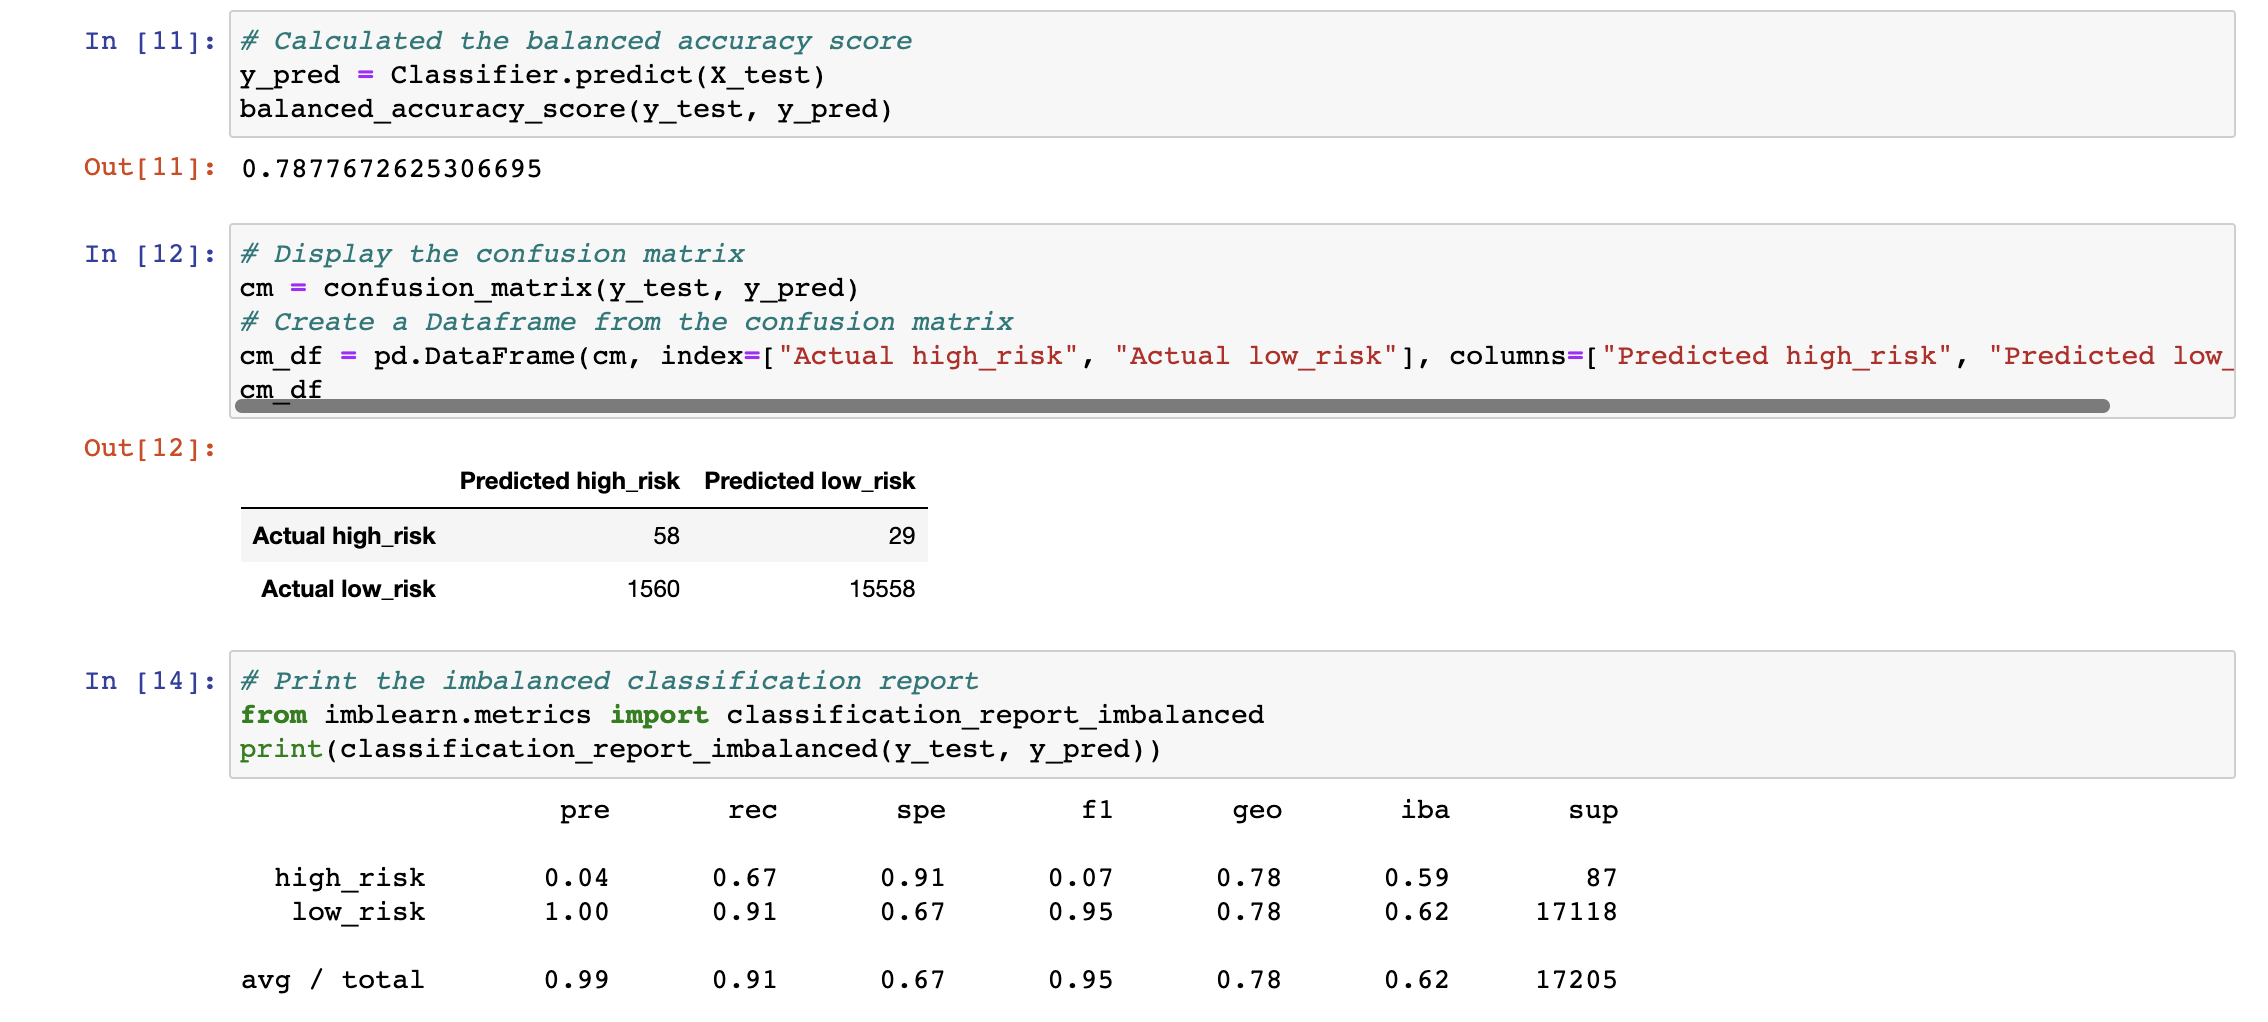 In [11]: # Calculated the balanced accuracy score
y_pred = Classifier.predict(X_test)
balanced_accuracy_score(y_test, y_pred)
Out[11]: 0.7877672625306695
In [12]: # Display the confusion matrix
cm = confusion_matrix(y_test, y_pred)
# Create a Dataframe from the confusion matrix
cm_df = pd.DataFrame(cm, index=["Actual high_risk", "Actual low_risk"], columns=["Predicted high_risk", "Predicted low_
cm_df
Out[12]:
Predicted high_risk Predicted low_risk
Actual high_risk 58 29
Actual low_risk 1560 15558
In [14]: # Print the imbalanced classification report
from imblearn.metrics import classification_report_imbalanced
print(classification_report_imbalanced(y_test, y_pred))
pre rec spe f1 geo iba sup
high_risk 0.04 0.67 0.91 0.07 0.78 0.59 87
low_risk 1.00 0.91 0.67 0.95 0.78 0.62 17118
avg / total 0.99 0.91 0.67 0.95 0.78 0.62 17205